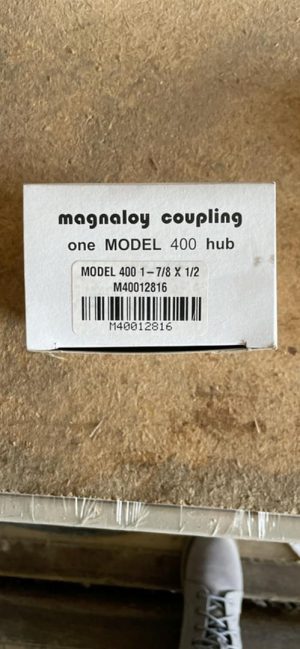 magnaloy coupling
one MODEL 400 hub
MODEL 400 1-7/8 X 1/2
M40012816
M40012816